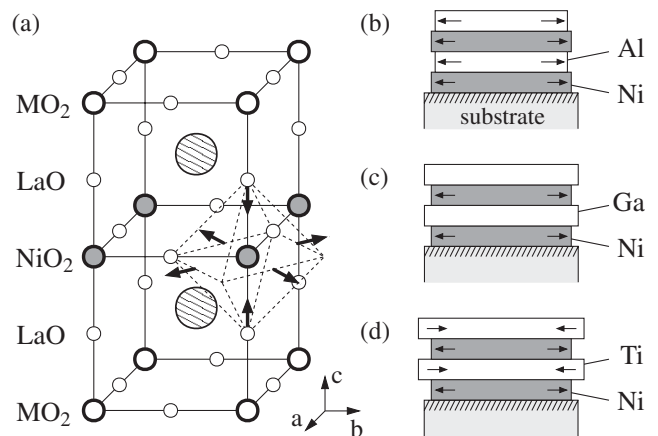 (a)
MO₂
LaO
NiO₂
LaO
MO₂
c
a
b
(b)
Al
Ni
substrate
(c)
Ga
Ni
(d)
Ti
Ni